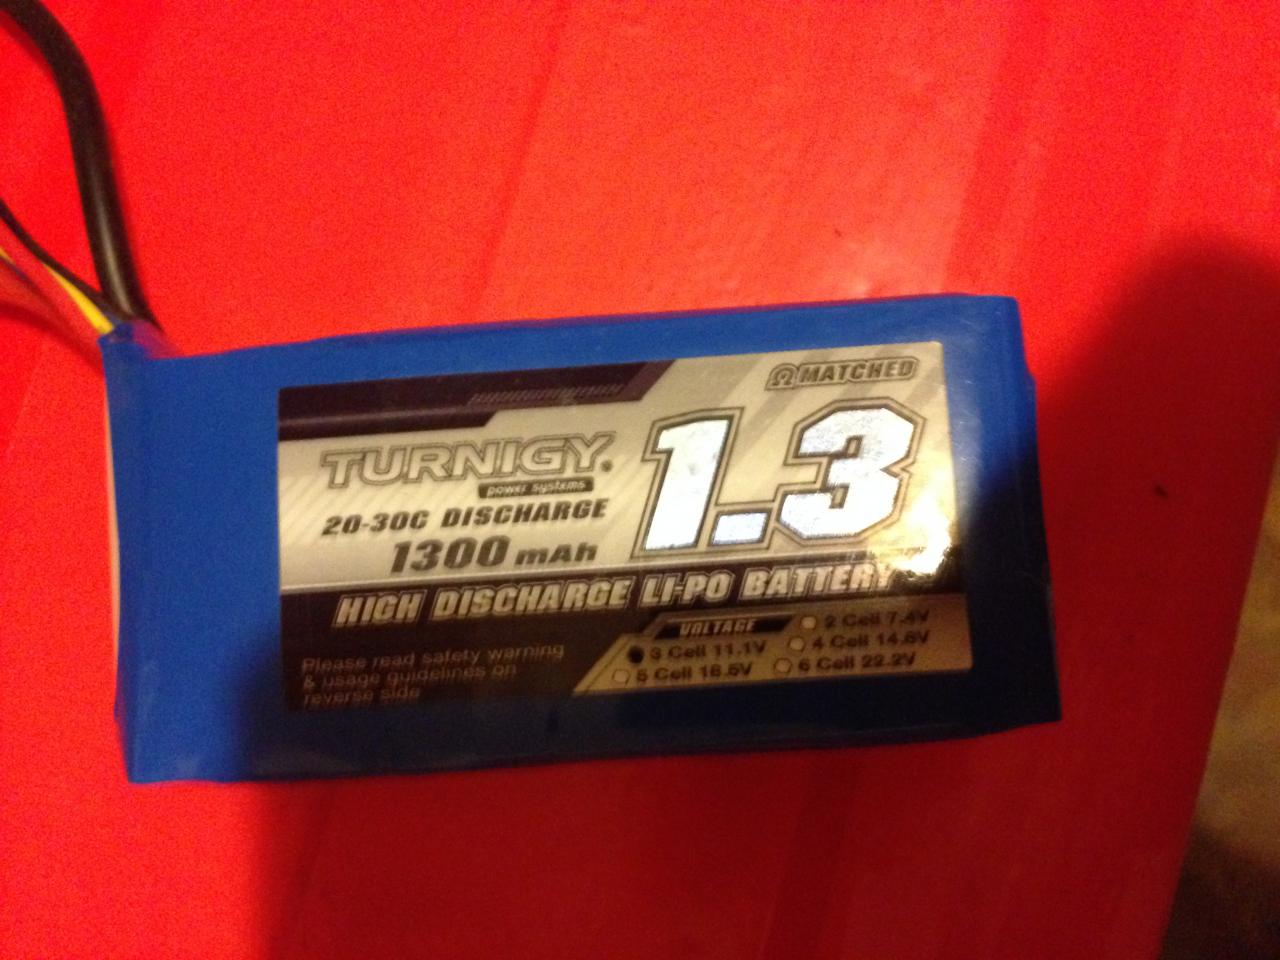 Ω MATCHED
TURNIGY®
power systems
1.3
20-30C DISCHARGE
1300 mAh
HIGH DISCHARGE LI-PO BATTERY
VOLTAGE
2 Cell 7.4V
3 Cell 11.1V
4 Cell 14.8V
5 Cell 18.5V
6 Cell 22.2V
Please read safety warning
& usage guidelines on
reverse side